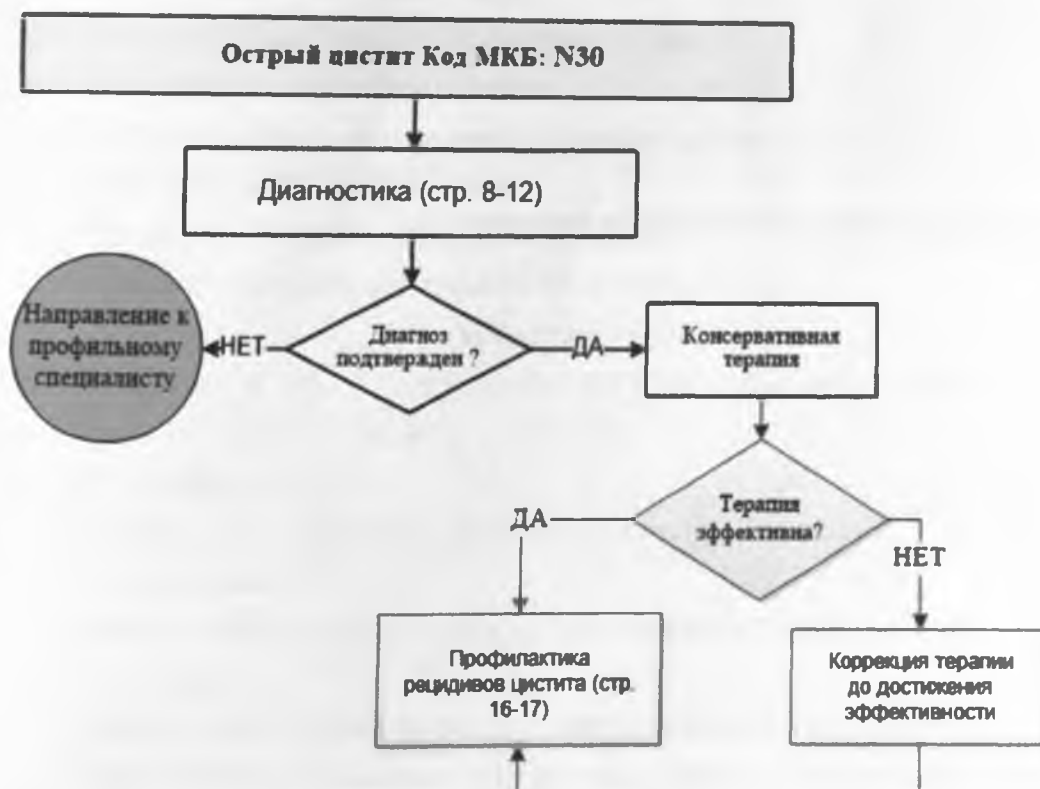 Острый цистит Код МКБ: N30
Диагностика (стр. 8-12)
Направление к
профильному
специалисту
НЕТ
Диагноз
подтвержден ?
ДА
Консервативная
терапия
Терапия
эффективна?
ДА
НЕТ
Профилактика
рецидивов цистита (стр.
16-17)
Коррекция терапии
до достижения
эффективности